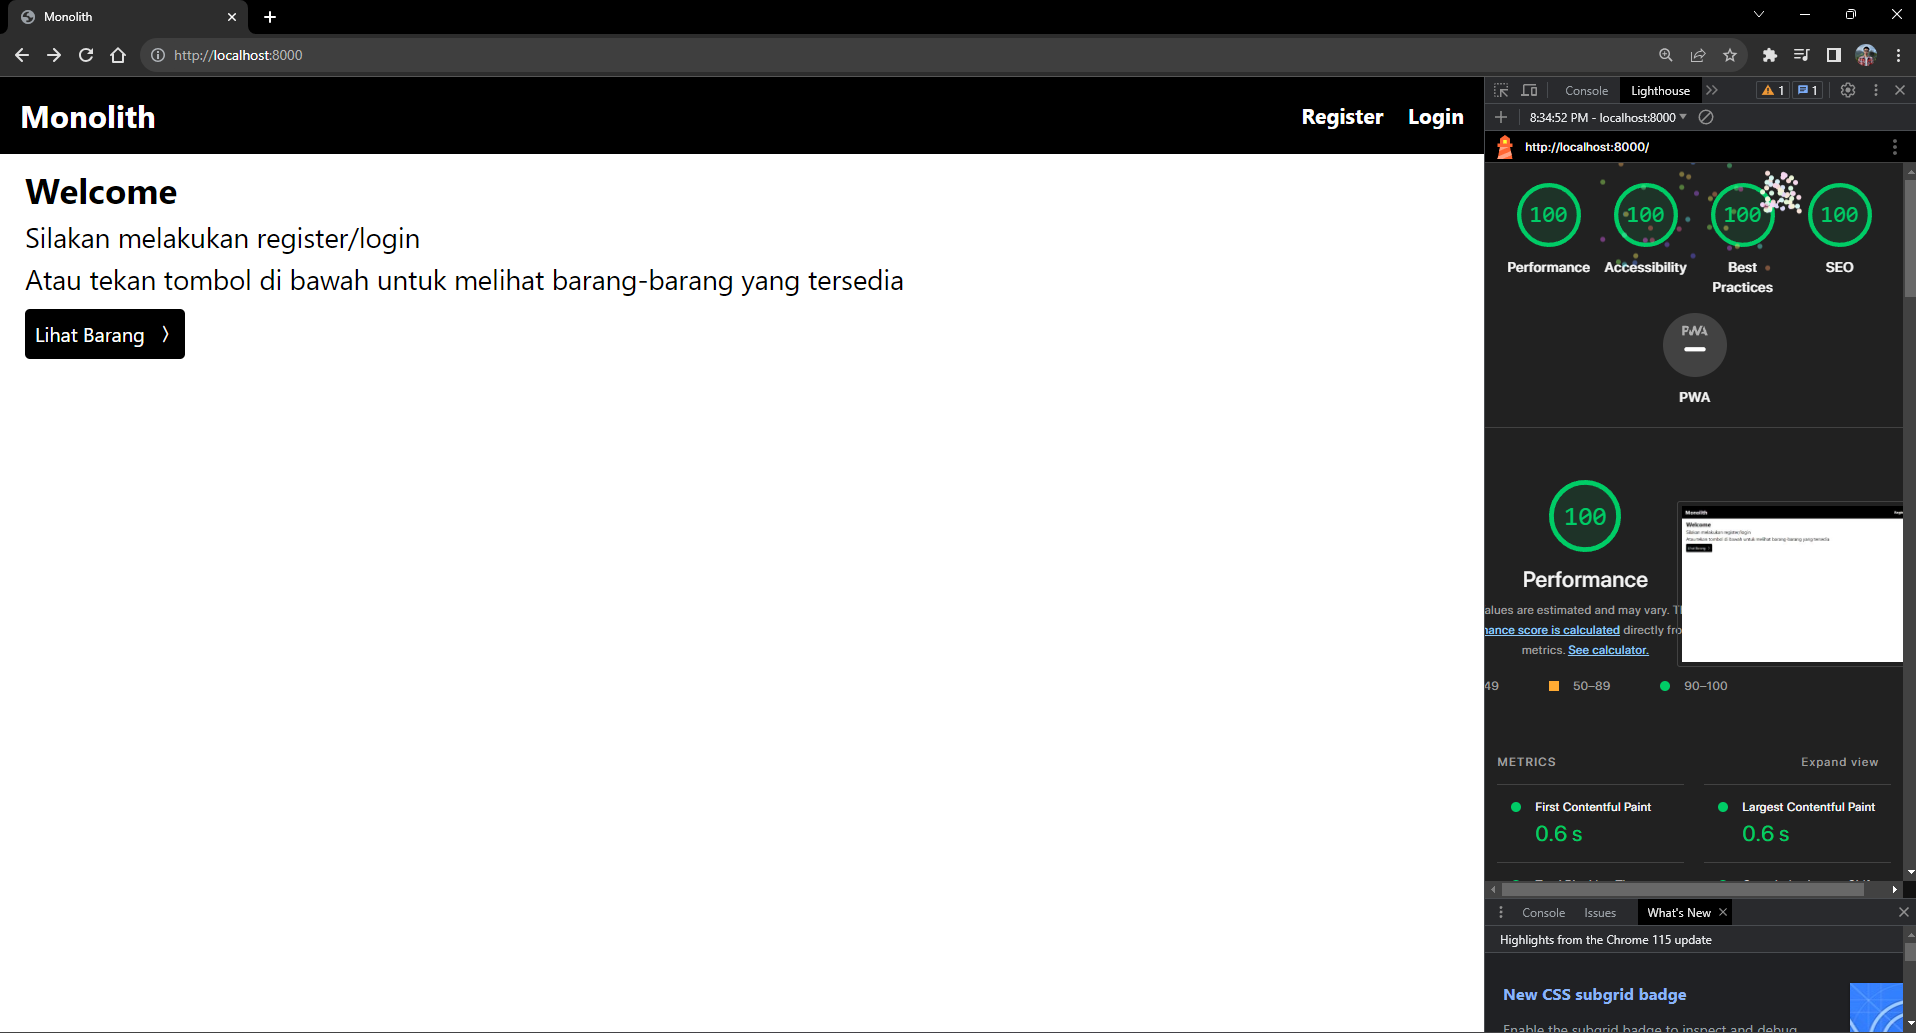 Monolith
http://localhost:8000
Monolith
Register Login
Welcome
Silakan melakukan register/login
Atau tekan tombol di bawah untuk melihat barang-barang yang tersedia
Lihat Barang
Console Lighthouse 1 1
8:34:52 PM - localhost:8000
http://localhost:8000/
100 100 100 100
Performance Accessibility Best Practices SEO
PWA
PWA
100
Performance
alues are estimated and may vary.
mance score is calculated directly
metrics. See calculator.
49 50–89 90–100
METRICS Expand view
First Contentful Paint
0.6 s
Largest Contentful Paint
0.6 s
Console Issues What's New
Highlights from the Chrome 115 update
New CSS subgrid badge
Enable the subgrid badge to inspect and debug